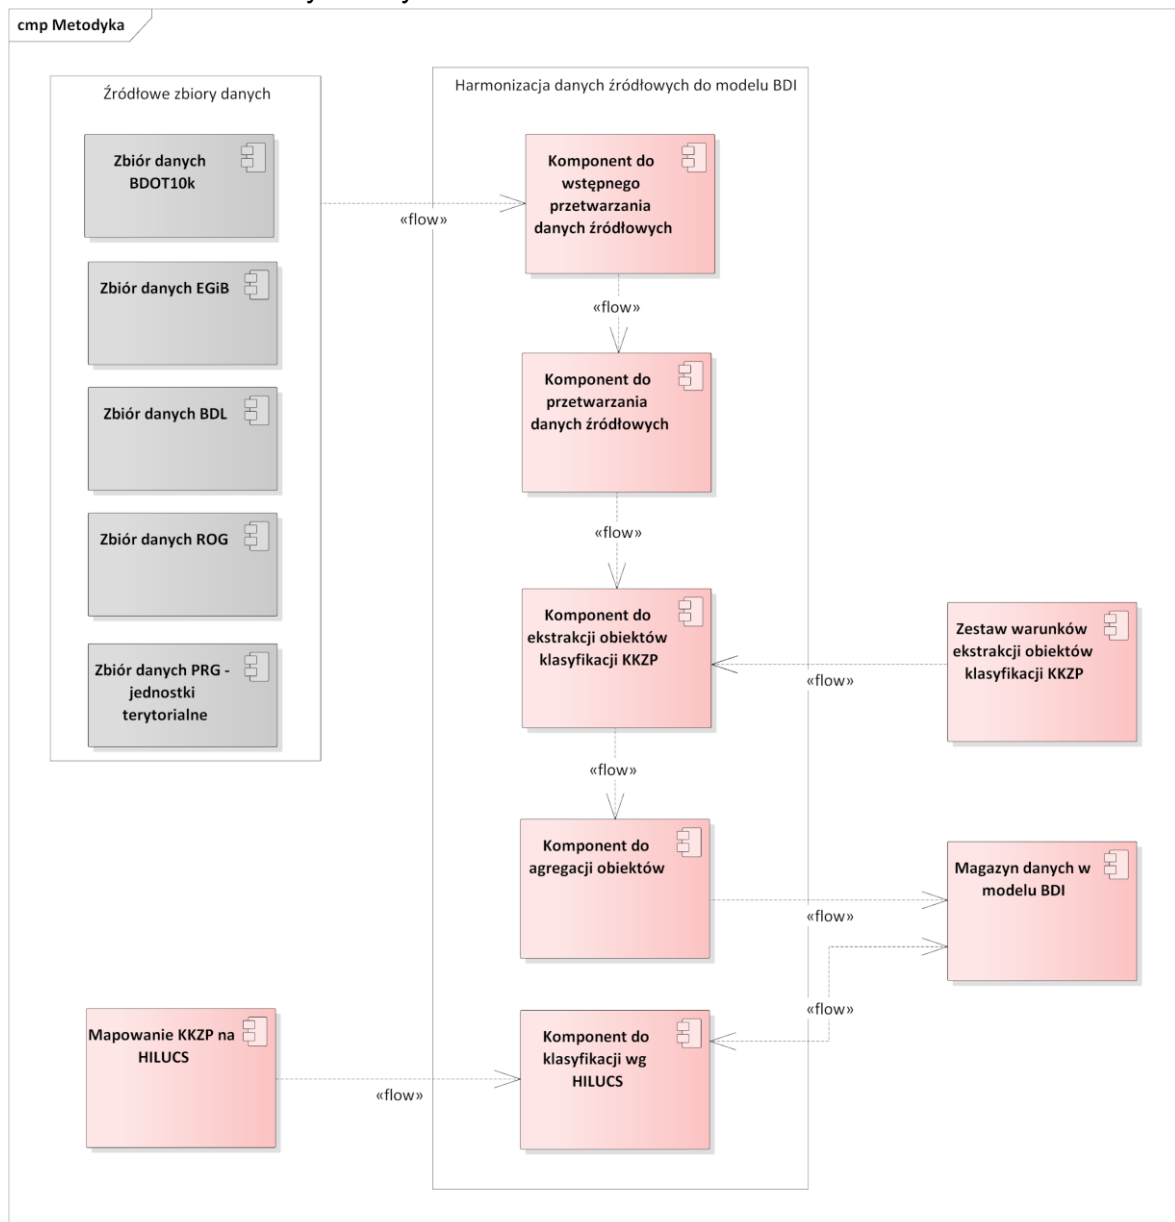 cmp Metodyka
Źródłowe zbiory danych
Zbiór danych
BDOT10k
Zbiór danych EGiB
Zbiór danych BDL
Zbiór danych ROG
Zbiór danych PRG -
jednostki
terytorialne
Harmonizacja danych źródłowych do modelu BDI
Komponent do
wstępnego
przetwarzania
danych źródłowych
«flow»
«flow»
Komponent do
przetwarzania
danych źródłowych
«flow»
Komponent do
ekstrakcji obiektów
klasyfikacji KKZP
Zestaw warunków
ekstrakcji obiektów
klasyfikacji KKZP
«flow»
«flow»
Komponent do
agregacji obiektów
Magazyn danych w
modelu BDI
«flow»
«flow»
Mapowanie KKZP na
HILUCS
Komponent do
klasyfikacji wg
HILUCS
«flow»